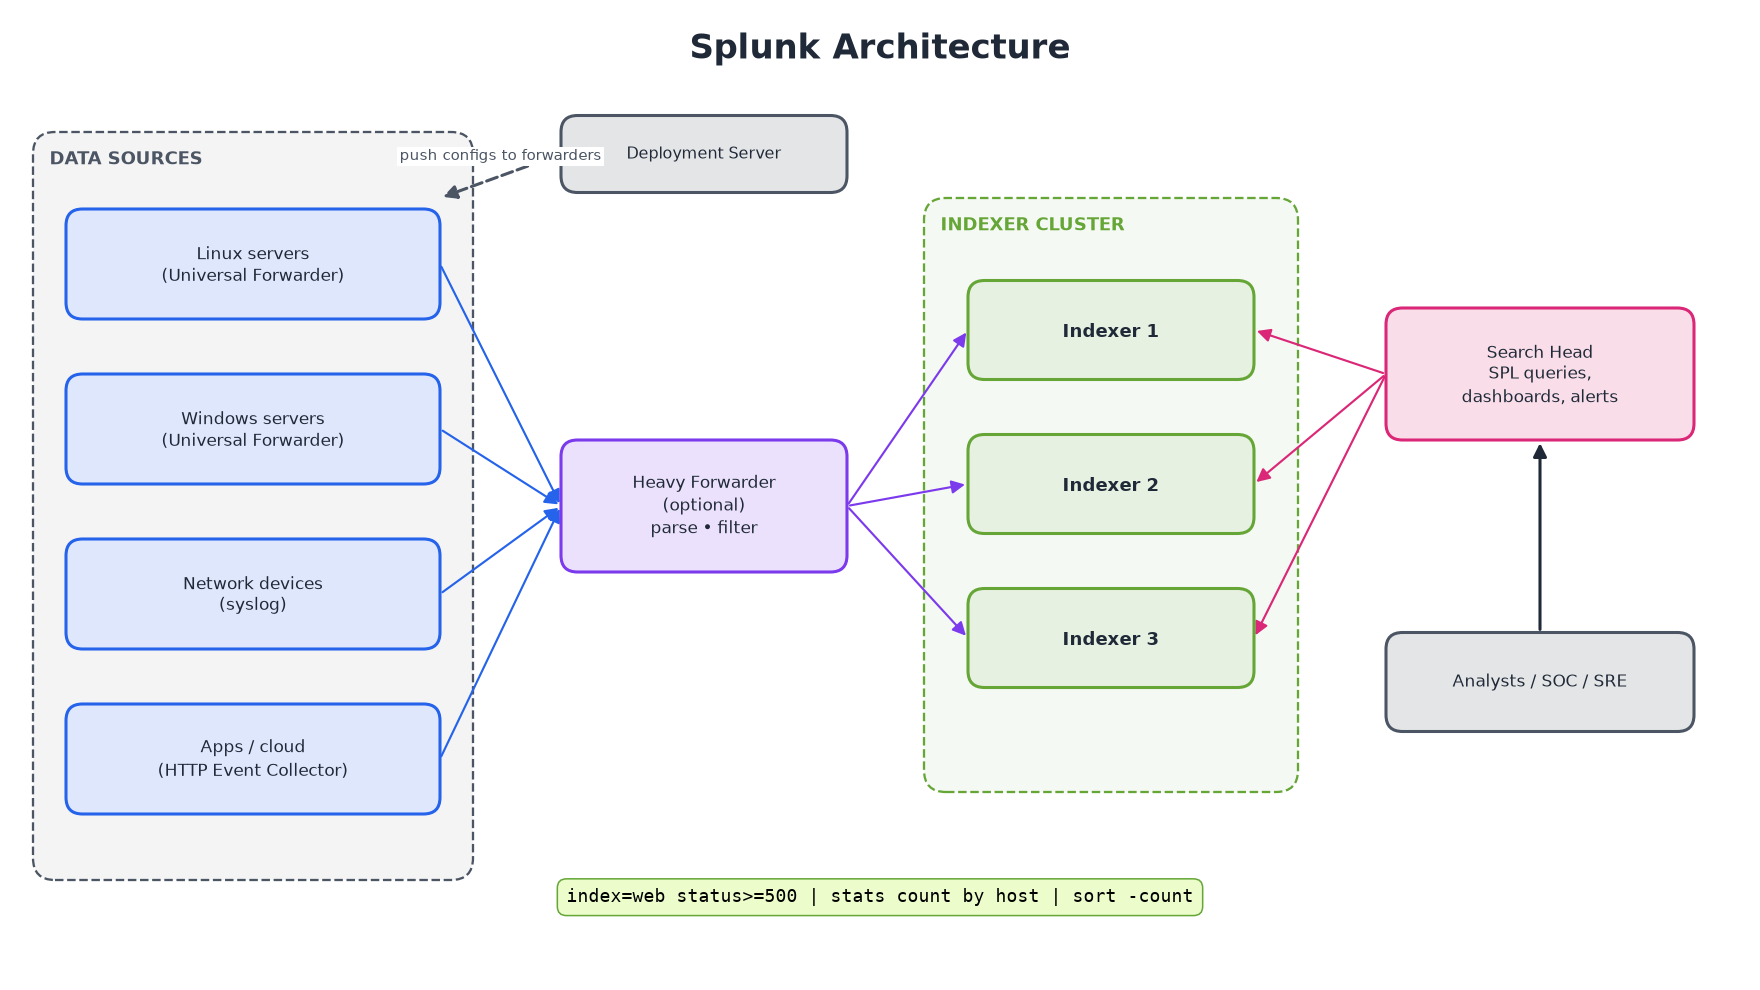 Splunk Architecture
DATA SOURCES
push configs to forwarders
Deployment Server
Linux servers
(Universal Forwarder)
Windows servers
(Universal Forwarder)
Network devices
(syslog)
Apps / cloud
(HTTP Event Collector)
Heavy Forwarder
(optional)
parse • filter
INDEXER CLUSTER
Indexer 1
Indexer 2
Indexer 3
Search Head
SPL queries,
dashboards, alerts
Analysts / SOC / SRE
index=web status>=500 | stats count by host | sort -count